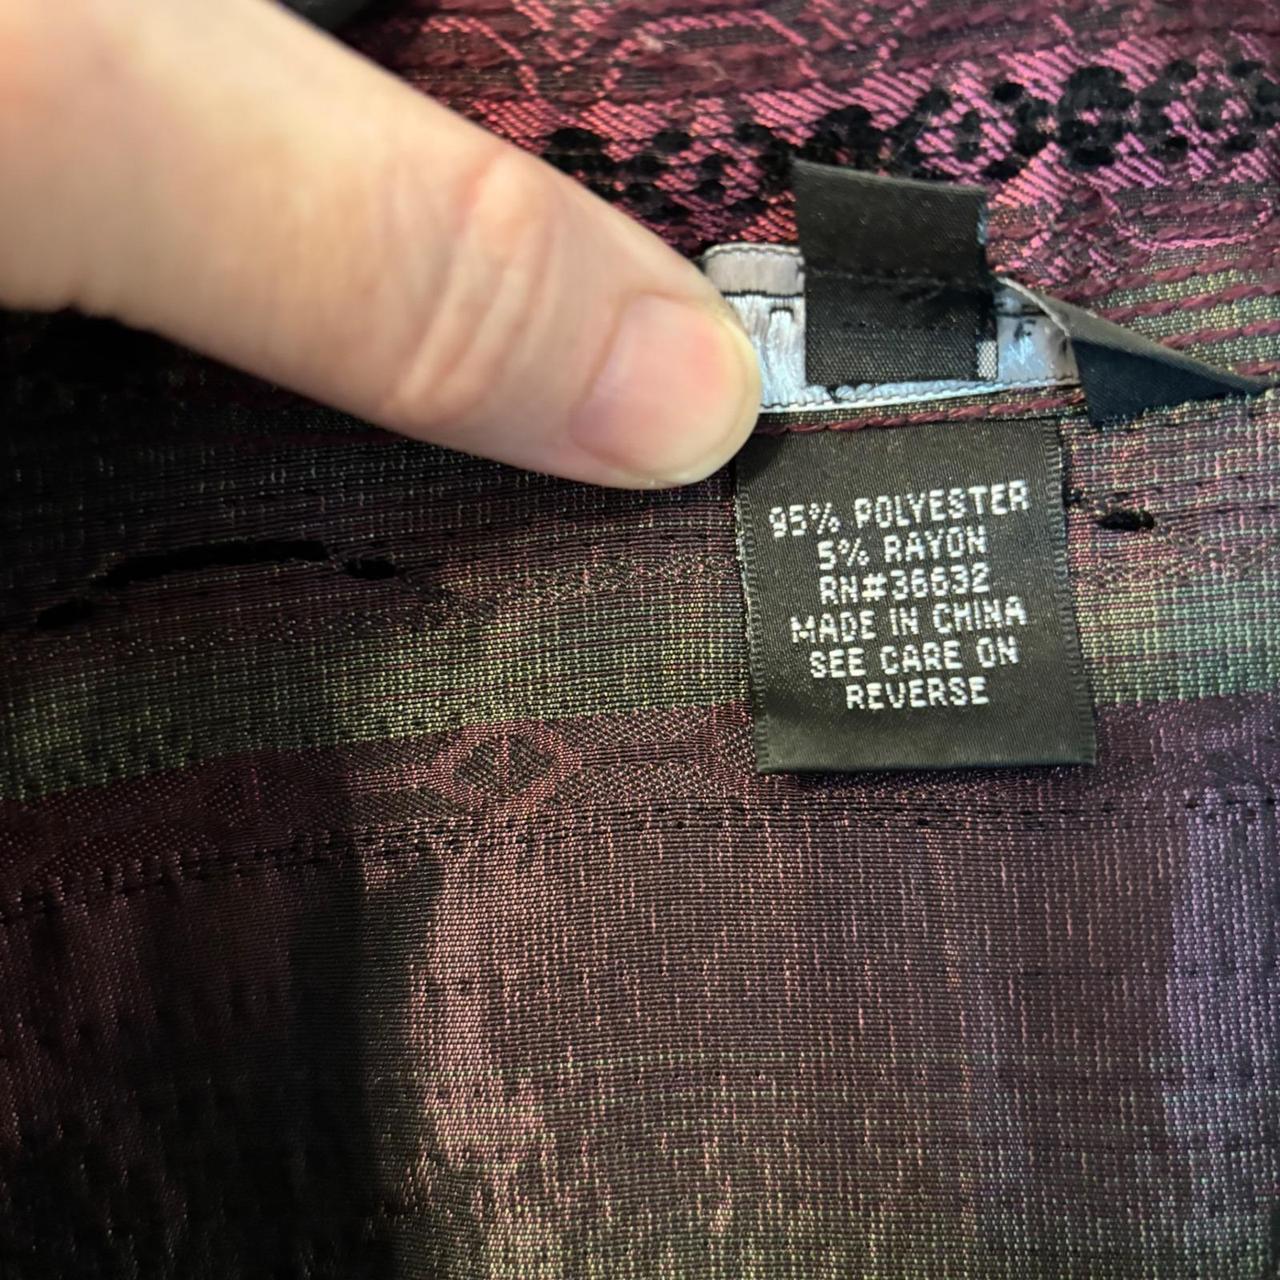 95% POLYESTER
5% RAYON
RN#36632
MADE IN CHINA
SEE CARE ON
REVERSE